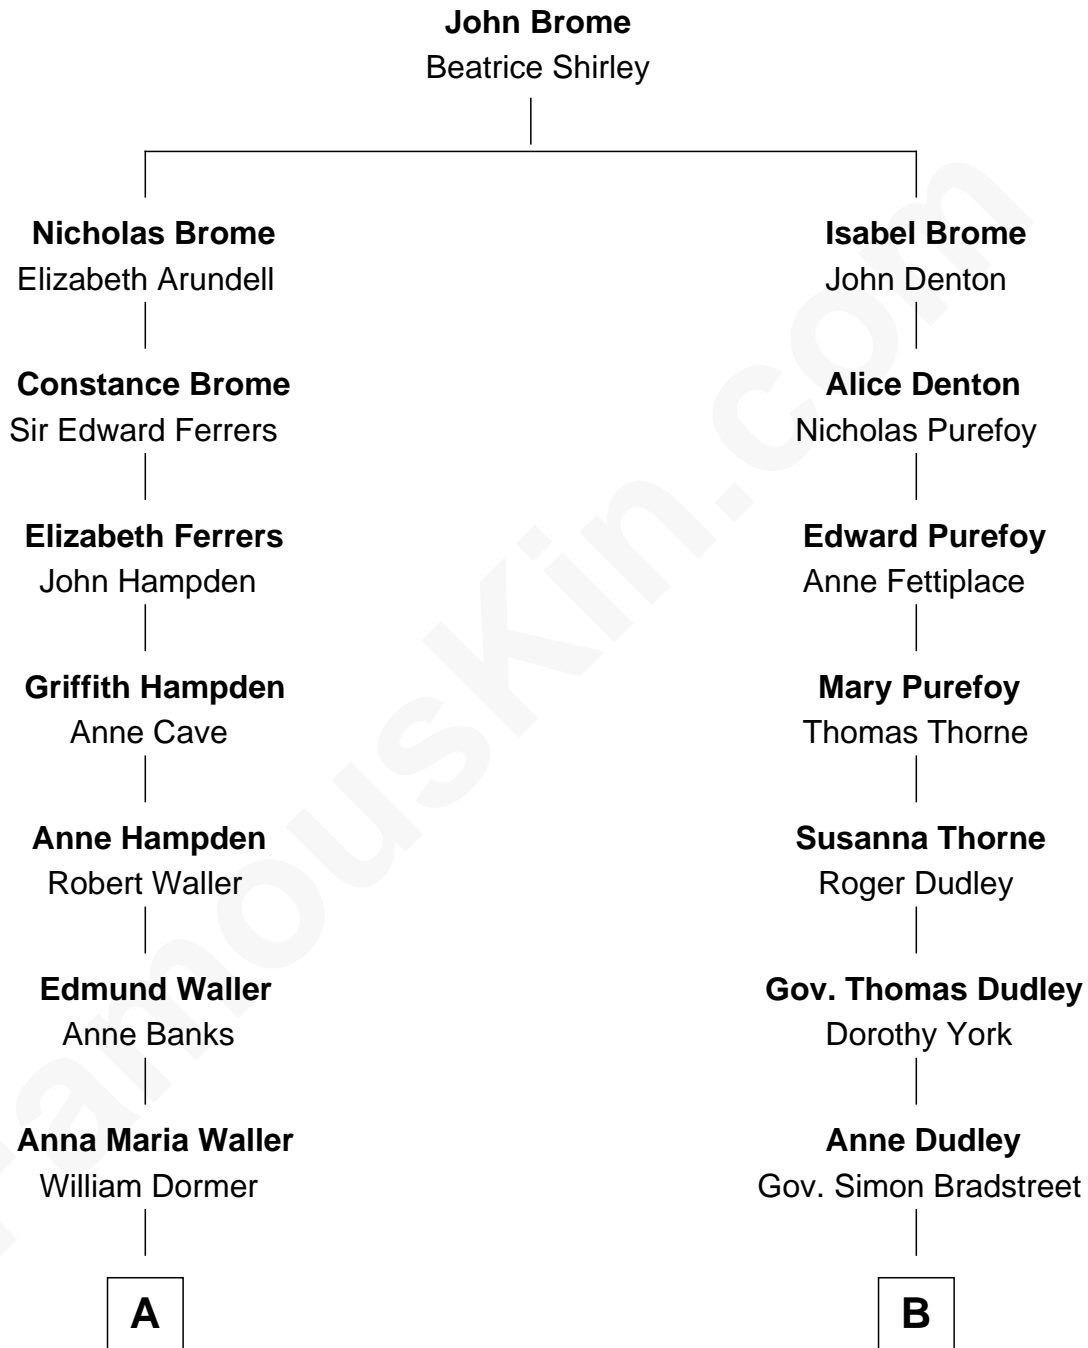 John Brome
Beatrice Shirley
Nicholas Brome
Elizabeth Arundell
Isabel Brome
John Denton
Constance Brome
Sir Edward Ferrers
Alice Denton
Nicholas Purefoy
Elizabeth Ferrers
John Hampden
Edward Purefoy
Anne Fettiplace
Griffith Hampden
Anne Cave
Mary Purefoy
Thomas Thorne
Anne Hampden
Robert Waller
Susanna Thorne
Roger Dudley
Edmund Waller
Anne Banks
Gov. Thomas Dudley
Dorothy York
Anna Maria Waller
William Dormer
Anne Dudley
Gov. Simon Bradstreet
A
B
FamousKin.com